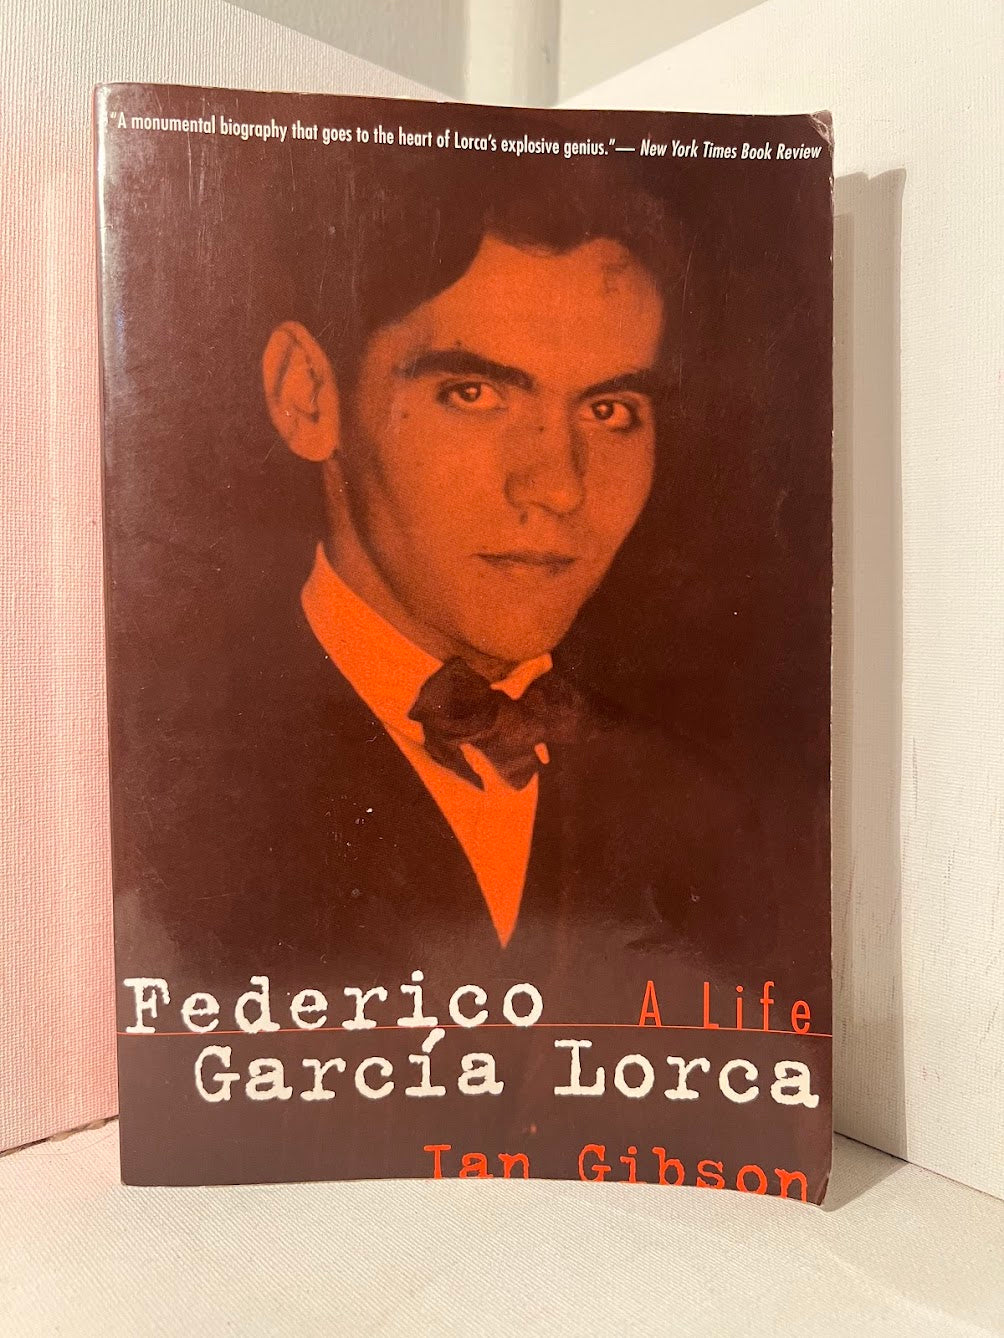 "A monumental biography that goes to the heart of Lorca's explosive genius."— New York Times Book Review
Federico A Life
García Lorca
Ian Gibson